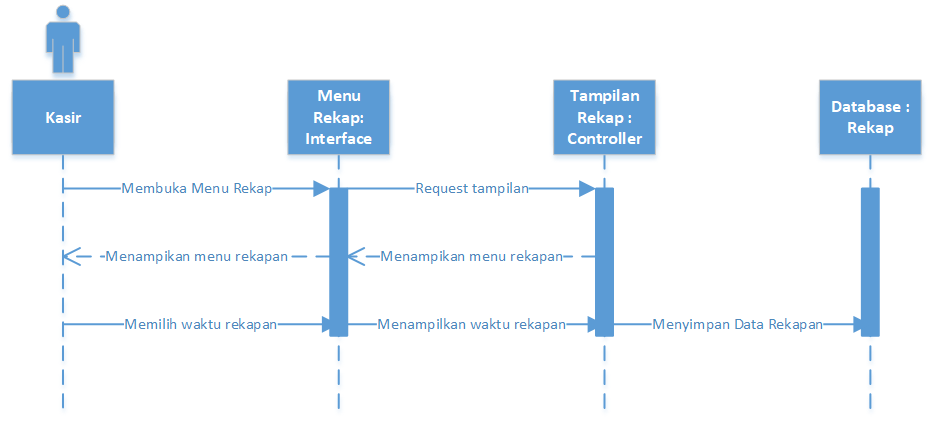 Kasir
Menu
Rekap:
Interface
Tampilan
Rekap :
Controller
Database :
Rekap
Membuka Menu Rekap
Request tampilan
Menampikan menu rekapan
Menampikan menu rekapan
Memilih waktu rekapan
Menampilkan waktu rekapan
Menyimpan Data Rekapan